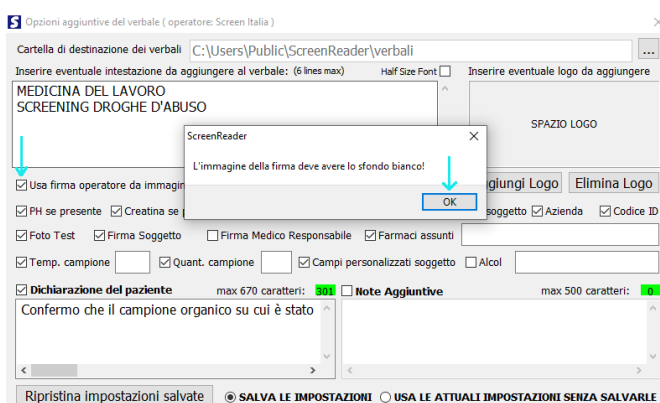 S Opzioni aggiuntive del verbale ( operatore: Screen Italia )
Cartella di destinazione dei verbali C:\Users\Public\ScreenReader\verbali ...
Inserire eventuale intestazione da aggiungere al verbale: (6 lines max) Half Size Font Inserire eventuale logo da aggiungere
MEDICINA DEL LAVORO
SCREENING DROGHE D'ABUSO
SPAZIO LOGO
ScreenReader
L'immagine della firma deve avere lo sfondo bianco!
OK
Usa firma operatore da immagin giungi Logo Elimina Logo
PH se presente Creatina se soggetto Azienda Codice ID
Foto Test Firma Soggetto Firma Medico Responsabile Farmaci assunti
Temp. campione Quant. campione Campi personalizzati soggetto Alcol
Dichiarazione del paziente max 670 caratteri: 301 Note Aggiuntive max 500 caratteri: 0
Confermo che il campione organico su cui è stato
Ripristina impostazioni salvate SALVA LE IMPOSTAZIONI USA LE ATTUALI IMPOSTAZIONI SENZA SALVARLE